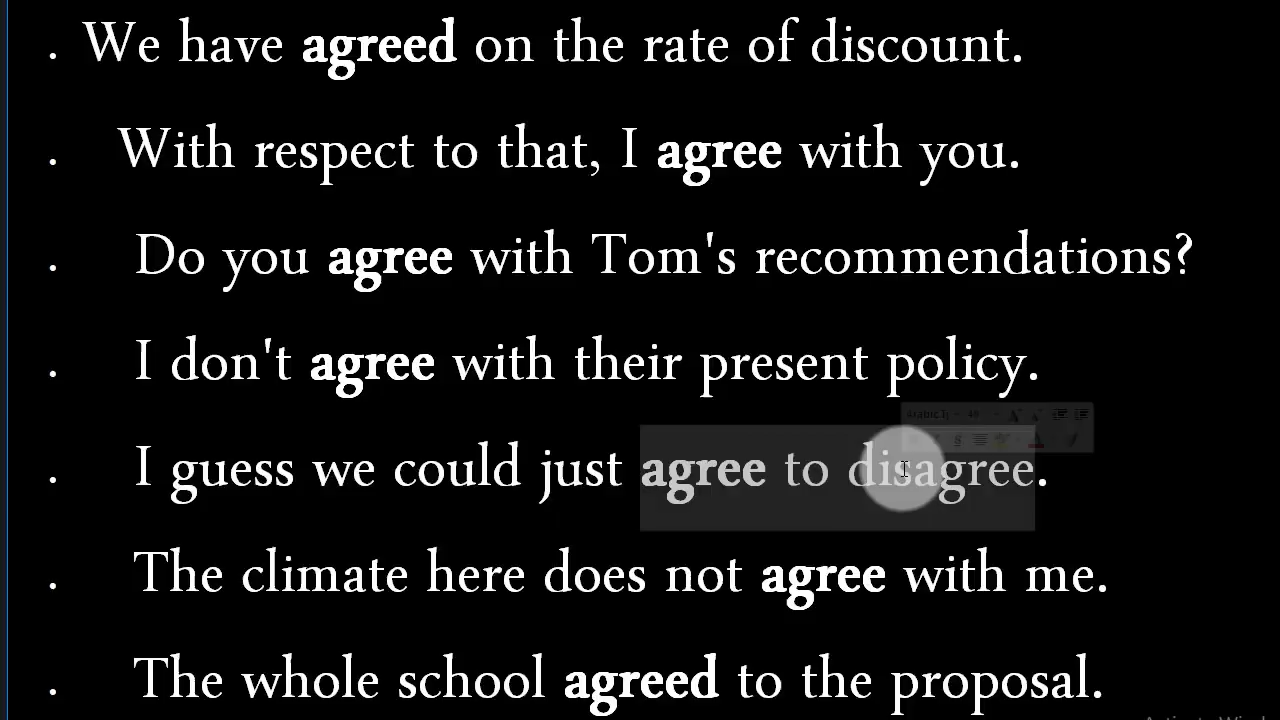 . We have agreed on the rate of discount.
. With respect to that, I agree with you.
. Do you agree with Tom's recommendations?
. I don't agree with their present policy.
. I guess we could just agree to disagree.
. The climate here does not agree with me.
. The whole school agreed to the proposal.